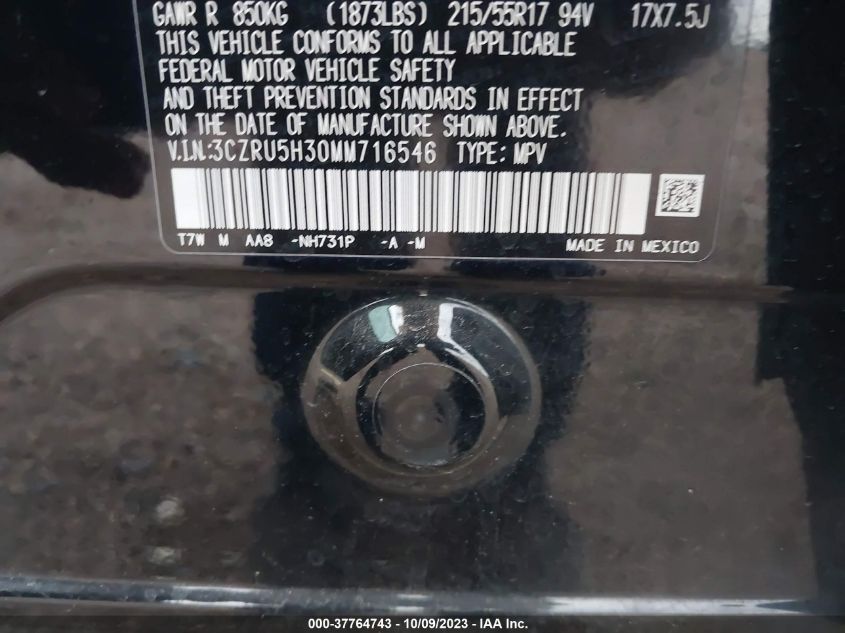 GAWR R 850KG (1873LBS) 215/55R17 94V 17X7.5J
THIS VEHICLE CONFORMS TO ALL APPLICABLE
FEDERAL MOTOR VEHICLE SAFETY
AND THEFT PREVENTION STANDARDS IN EFFECT
ON THE DATE OF MANUFACTURE SHOWN ABOVE.
V.I.N:3CZRU5H30MM716546 TYPE: MPV
T7W M AA8 -NH731P -A -M MADE IN MEXICO
000-37764743 - 10/09/2023 - IAA Inc.